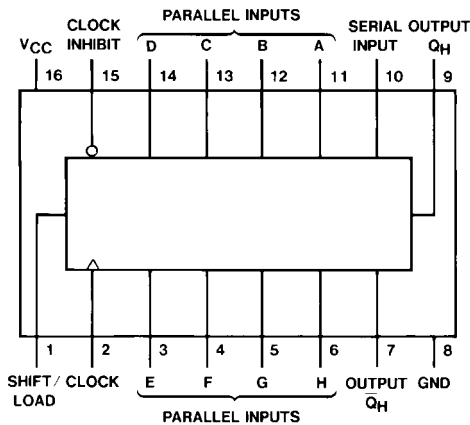 PARALLEL INPUTS
CLOCK SERIAL OUTPUT
VCC INHIBIT D C B A INPUT QH
16 15 14 13 12 11 10 9
1 2 3 4 5 6 7 8
SHIFT/ CLOCK E F G H OUTPUT GND
LOAD Q̅H
PARALLEL INPUTS